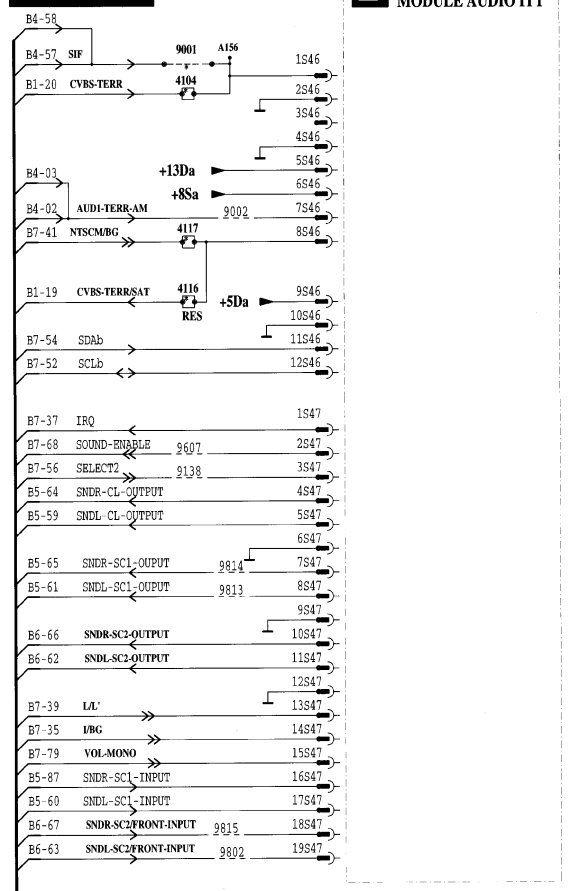 B4-58
B4-57 SIF 9001 A156 1S46
B1-20 CVBS-TERR 4104 2S46
3S46
4S46
+13Da 5S46
B4-03 +8Sa 6S46
B4-02 AUD1-TERR-AM 9002 7S46
B7-41 NTSCM/BG 4117 8S46
B1-19 CVBS-TERR/SAT 4116 +5Da 9S46
RES 10S46
B7-54 SDAb 11S46
B7-52 SCLb 12S46
B7-37 IRQ 1S47
B7-68 SOUND-ENABLE 9607 2S47
B7-56 SELECT2 9138 3S47
B5-64 SNDR-CL-OUTPUT 4S47
B5-59 SNDL-CL-OUTPUT 5S47
6S47
B5-65 SNDR-SC1-OUPUT 9814 7S47
B5-61 SNDL-SC1-OUPUT 9813 8S47
9S47
B6-66 SNDR-SC2-OUTPUT 10S47
B6-62 SNDL-SC2-OUTPUT 11S47
12S47
B7-39 L/L' 13S47
B7-35 I/BG 14S47
B7-79 VOL-MONO 15S47
B5-87 SNDR-SC1-INPUT 16S47
B5-60 SNDL-SC1-INPUT 17S47
B6-67 SNDR-SC2/FRONT-INPUT 9815 18S47
B6-63 SNDL-SC2/FRONT-INPUT 9802 19S47
MODULE AUDIO